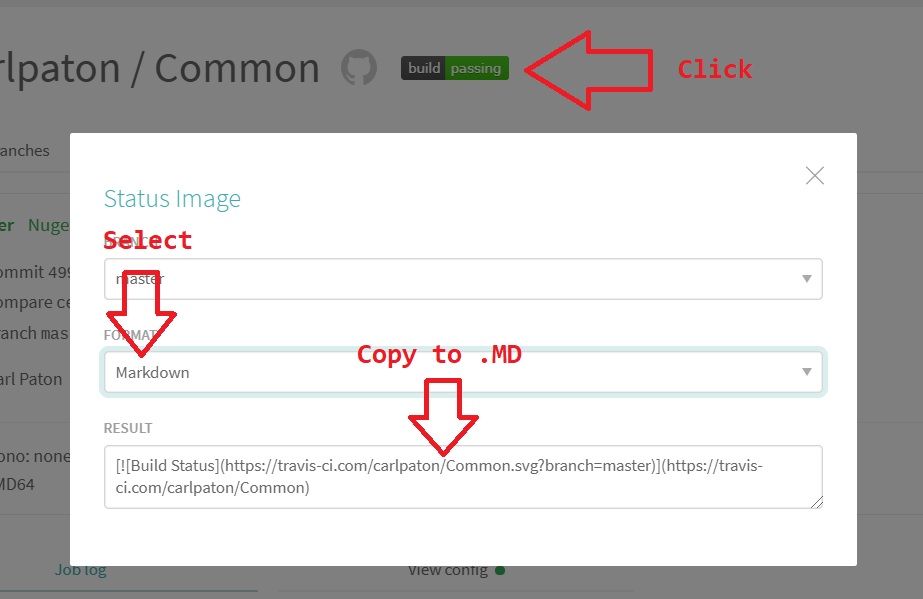 rlpaton / Common
build passing
Click
anches
Status Image
er Nuge
Select
ommit 499
master
ompare ce
ranch mas
FORMAT
Copy to .MD
Markdown
arl Paton
RESULT
ono: none
[![Build Status](https://travis-ci.com/carlpaton/Common.svg?branch=master)](https://travis-
ci.com/carlpaton/Common)
MD64
Job log
View config